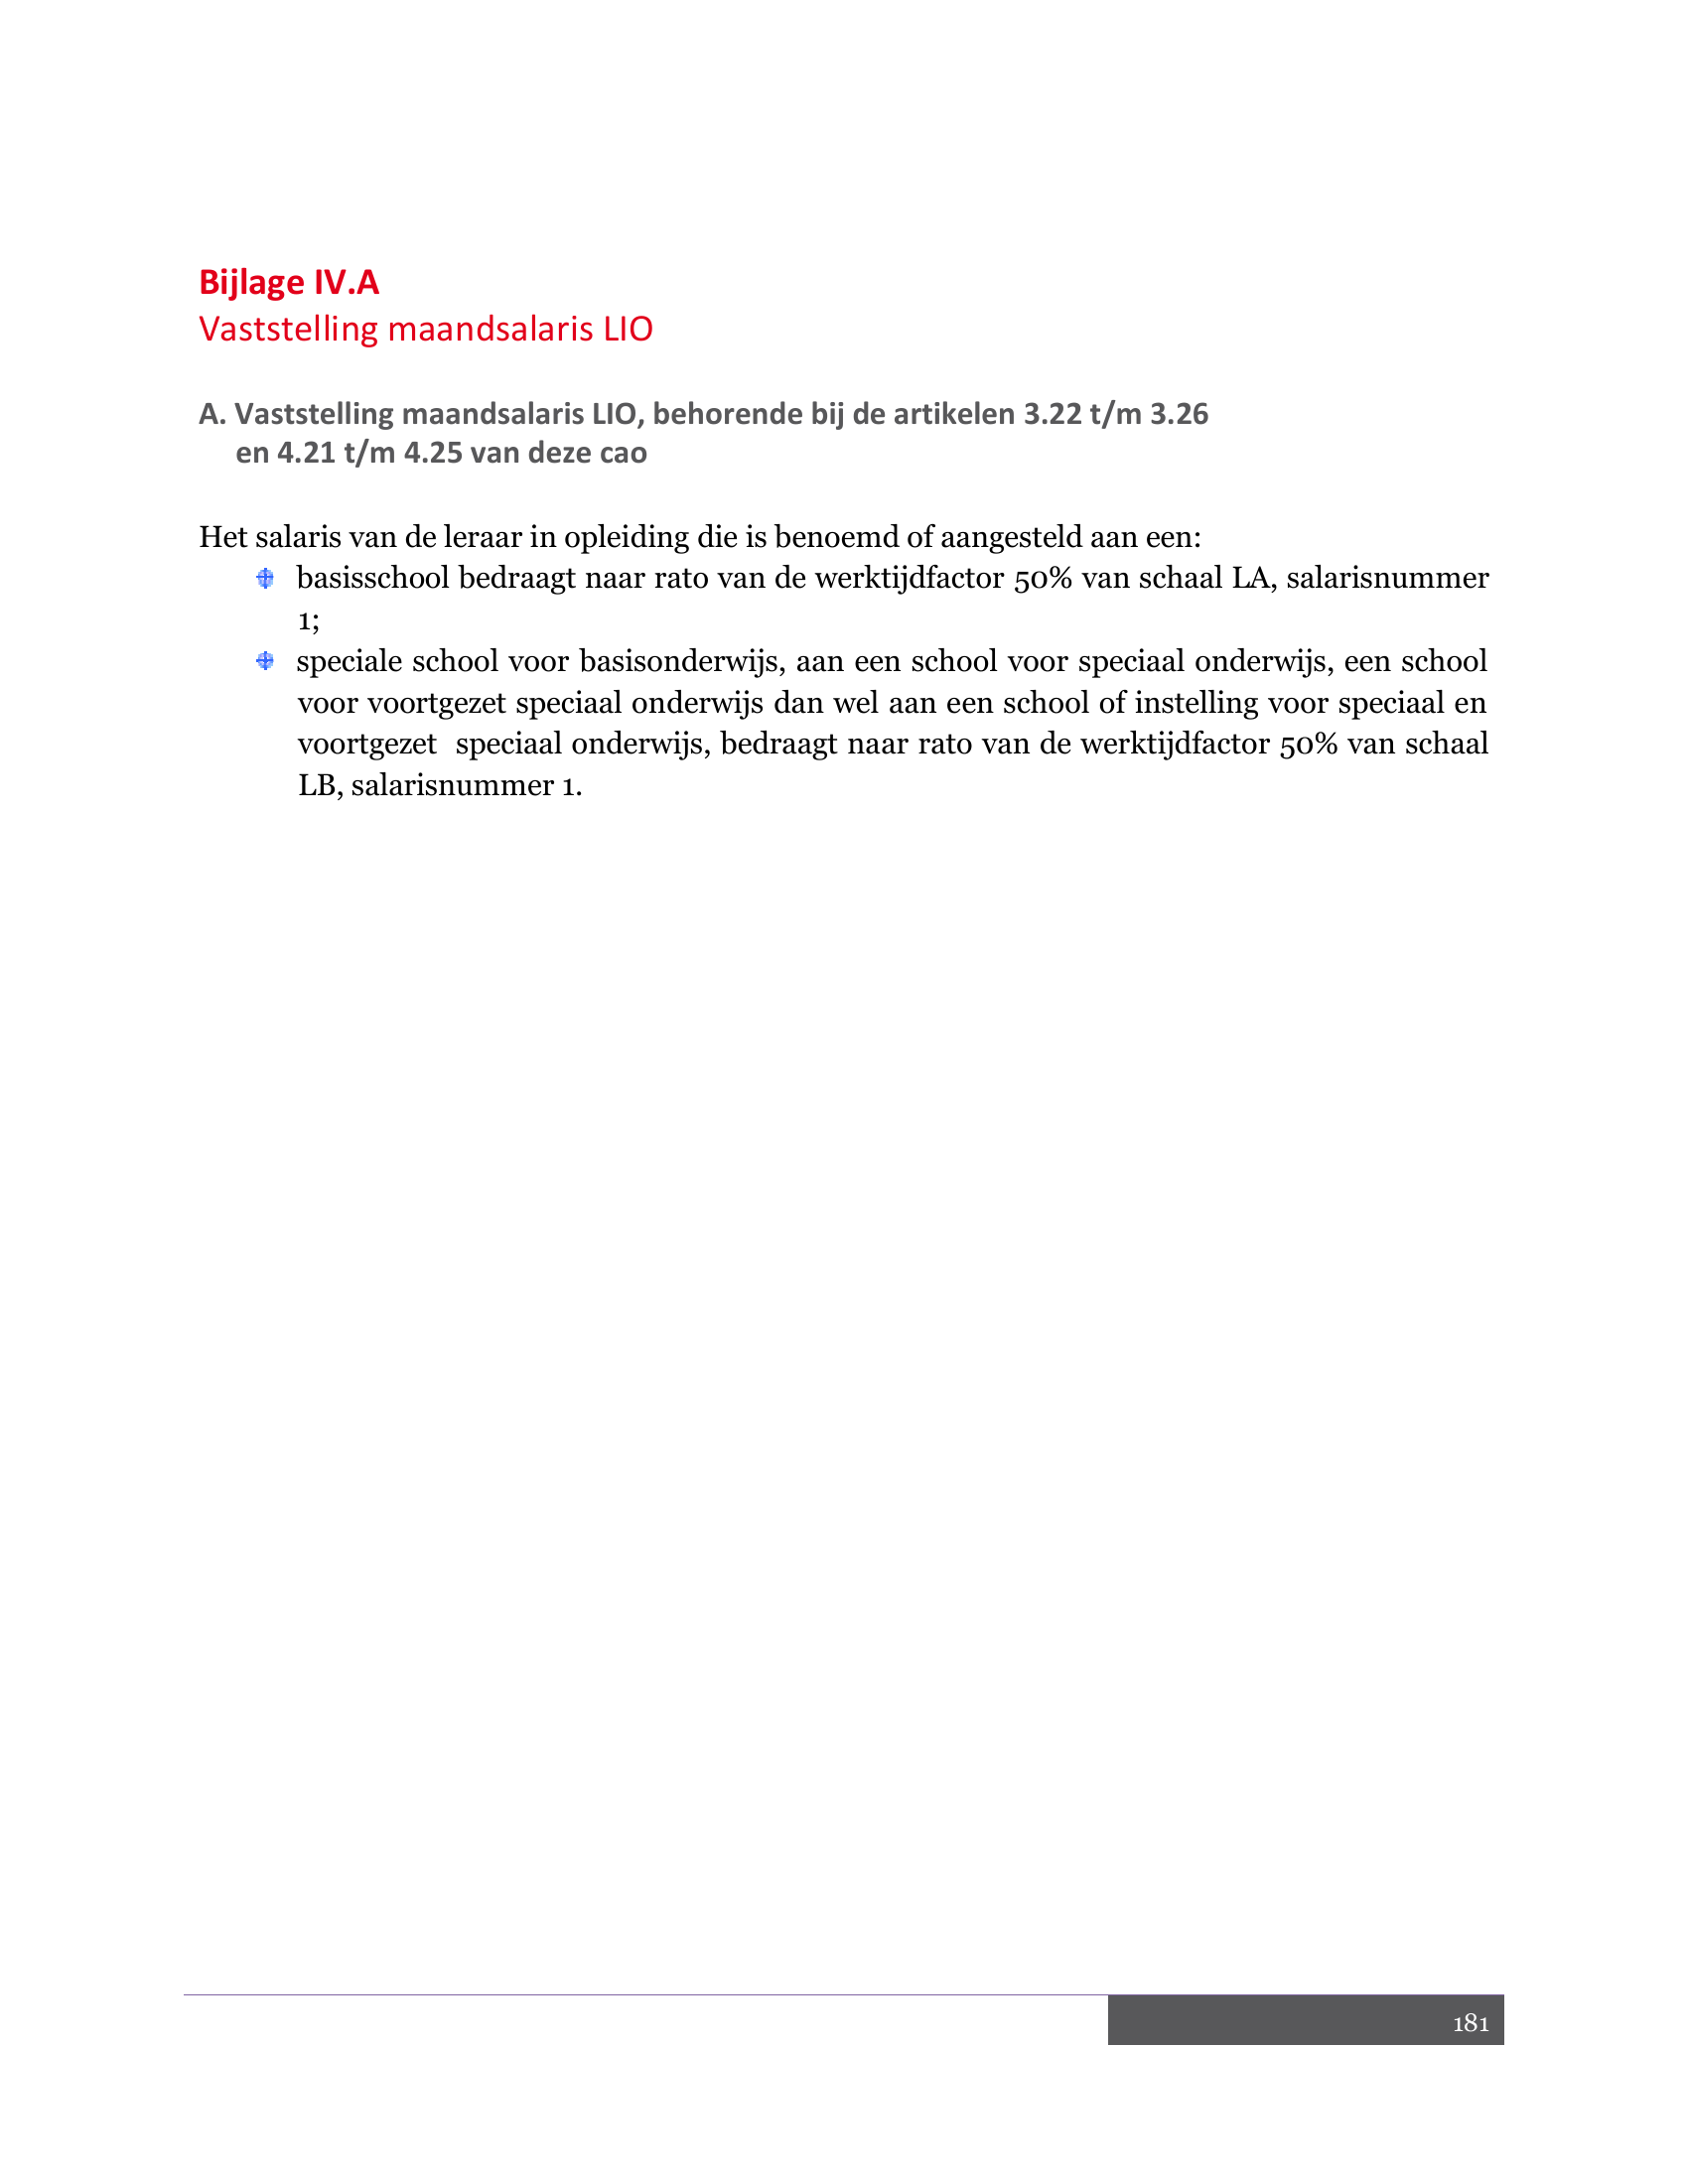 Bijlage IV.A
Vaststelling maandsalaris LIO
A. Vaststelling maandsalaris LIO, behorende bij de artikelen 3.22 t/m 3.26
en 4.21 t/m 4.25 van deze cao
Het salaris van de leraar in opleiding die is benoemd of aangesteld aan een:
basisschool bedraagt naar rato van de werktijdfactor 50% van schaal LA, salarisnummer
1;
speciale school voor basisonderwijs, aan een school voor speciaal onderwijs, een school
voor voortgezet speciaal onderwijs dan wel aan een school of instelling voor speciaal en
voortgezet  speciaal onderwijs, bedraagt naar rato van de werktijdfactor 50% van schaal
LB, salarisnummer 1.
181